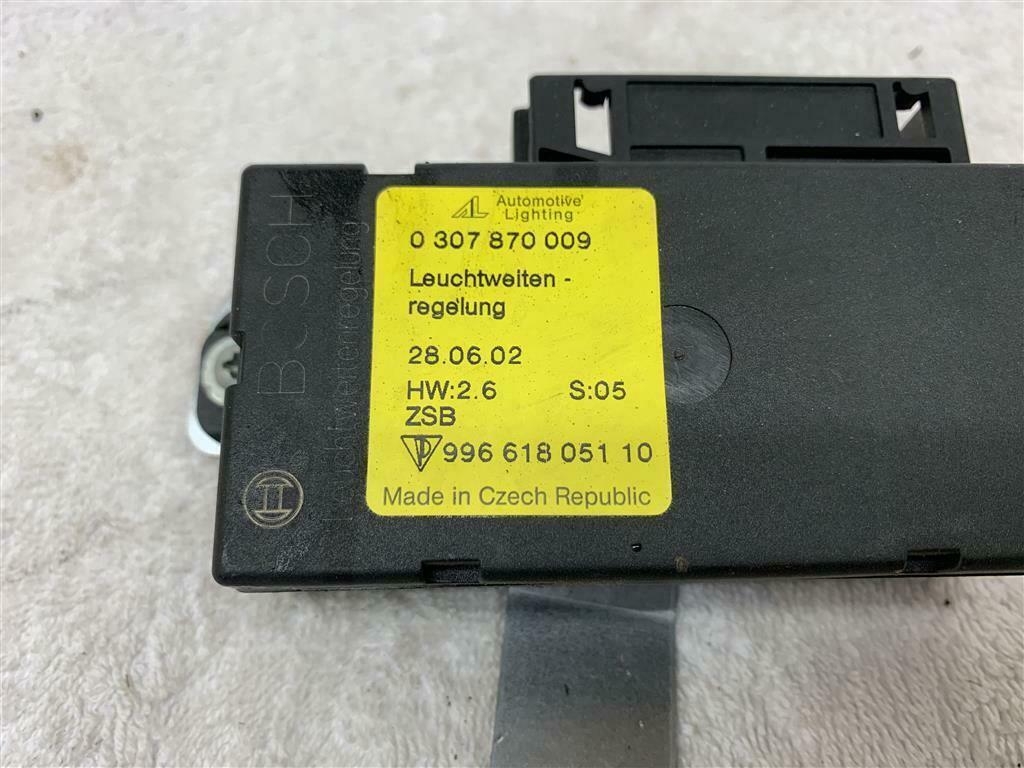 BOSCH
Leuchtweitenregelung
AL Automotive
Lighting
0 307 870 009
Leuchtweiten -
regelung
28.06.02
HW:2.6 S:05
ZSB
996 618 051 10
Made in Czech Republic